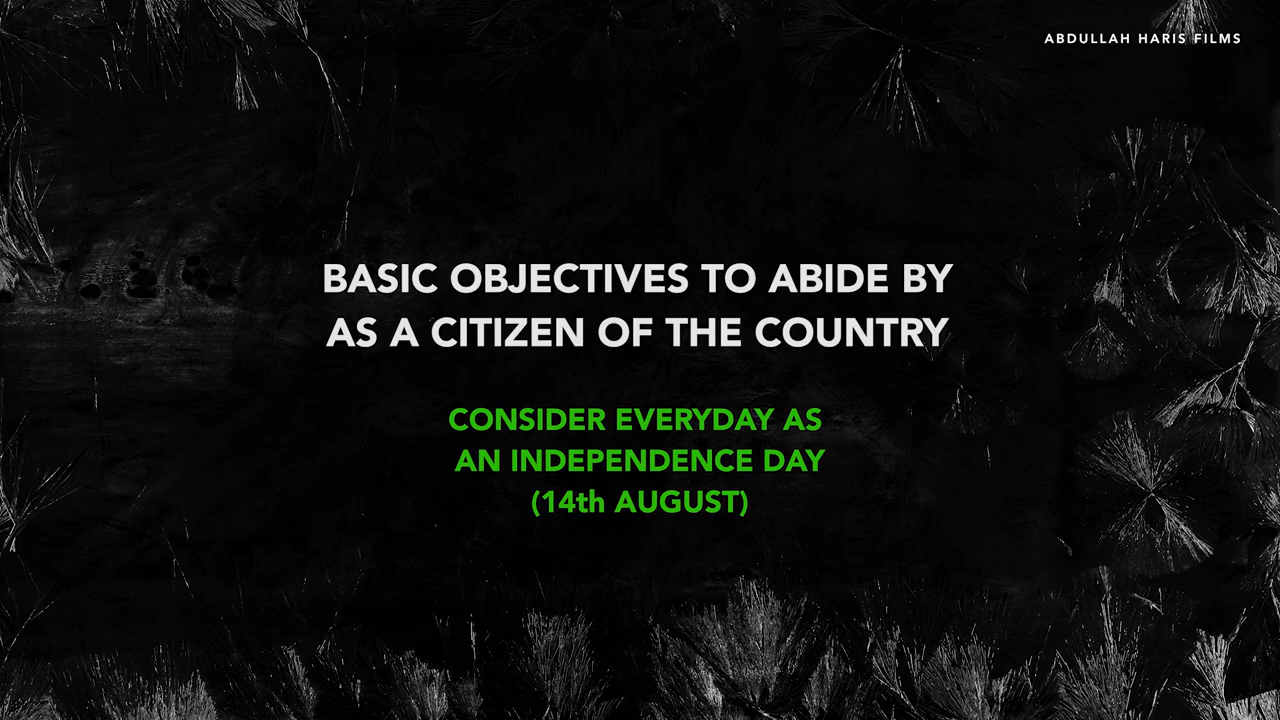 ABDULLAH HARIS FILMS
BASIC OBJECTIVES TO ABIDE BY
AS A CITIZEN OF THE COUNTRY
CONSIDER EVERYDAY AS
AN INDEPENDENCE DAY
(14th AUGUST)